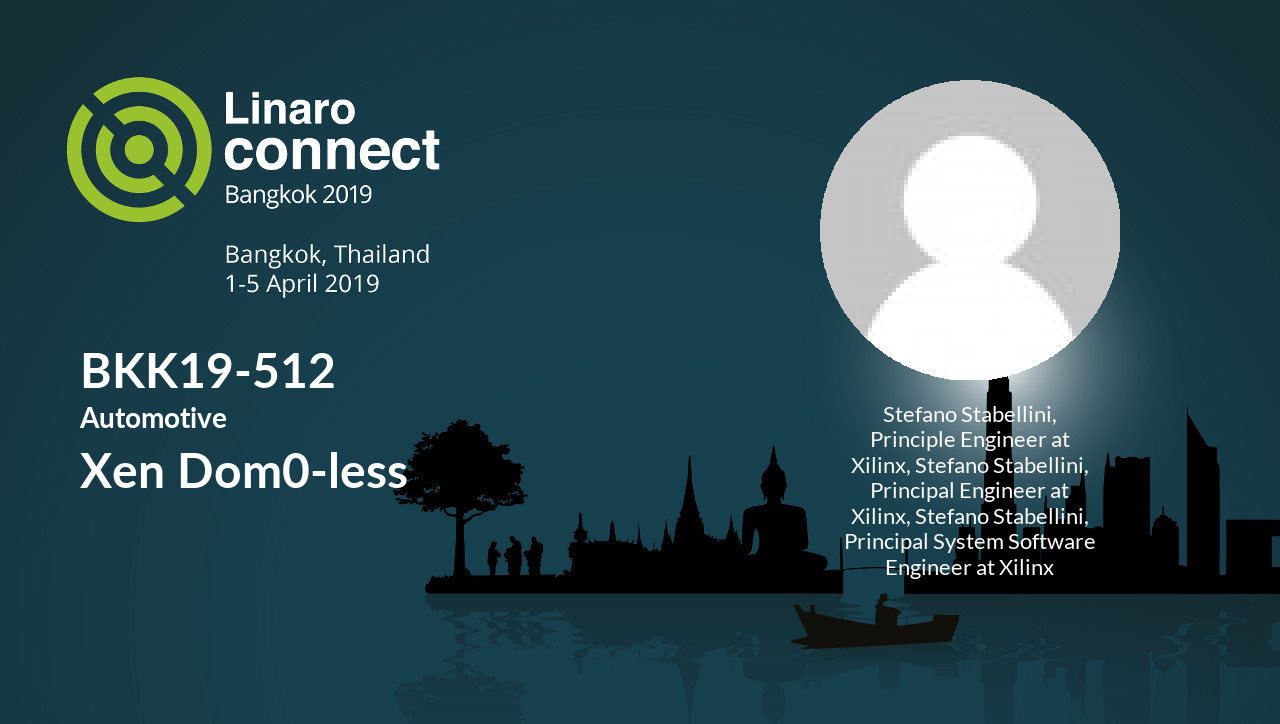 Linaro
connect
Bangkok 2019
Bangkok, Thailand
1-5 April 2019
BKK19-512
Automotive
Xen Dom0-less
Stefano Stabellini,
Principle Engineer at
Xilinx, Stefano Stabellini,
Principal Engineer at
Xilinx, Stefano Stabellini,
Principal System Software
Engineer at Xilinx